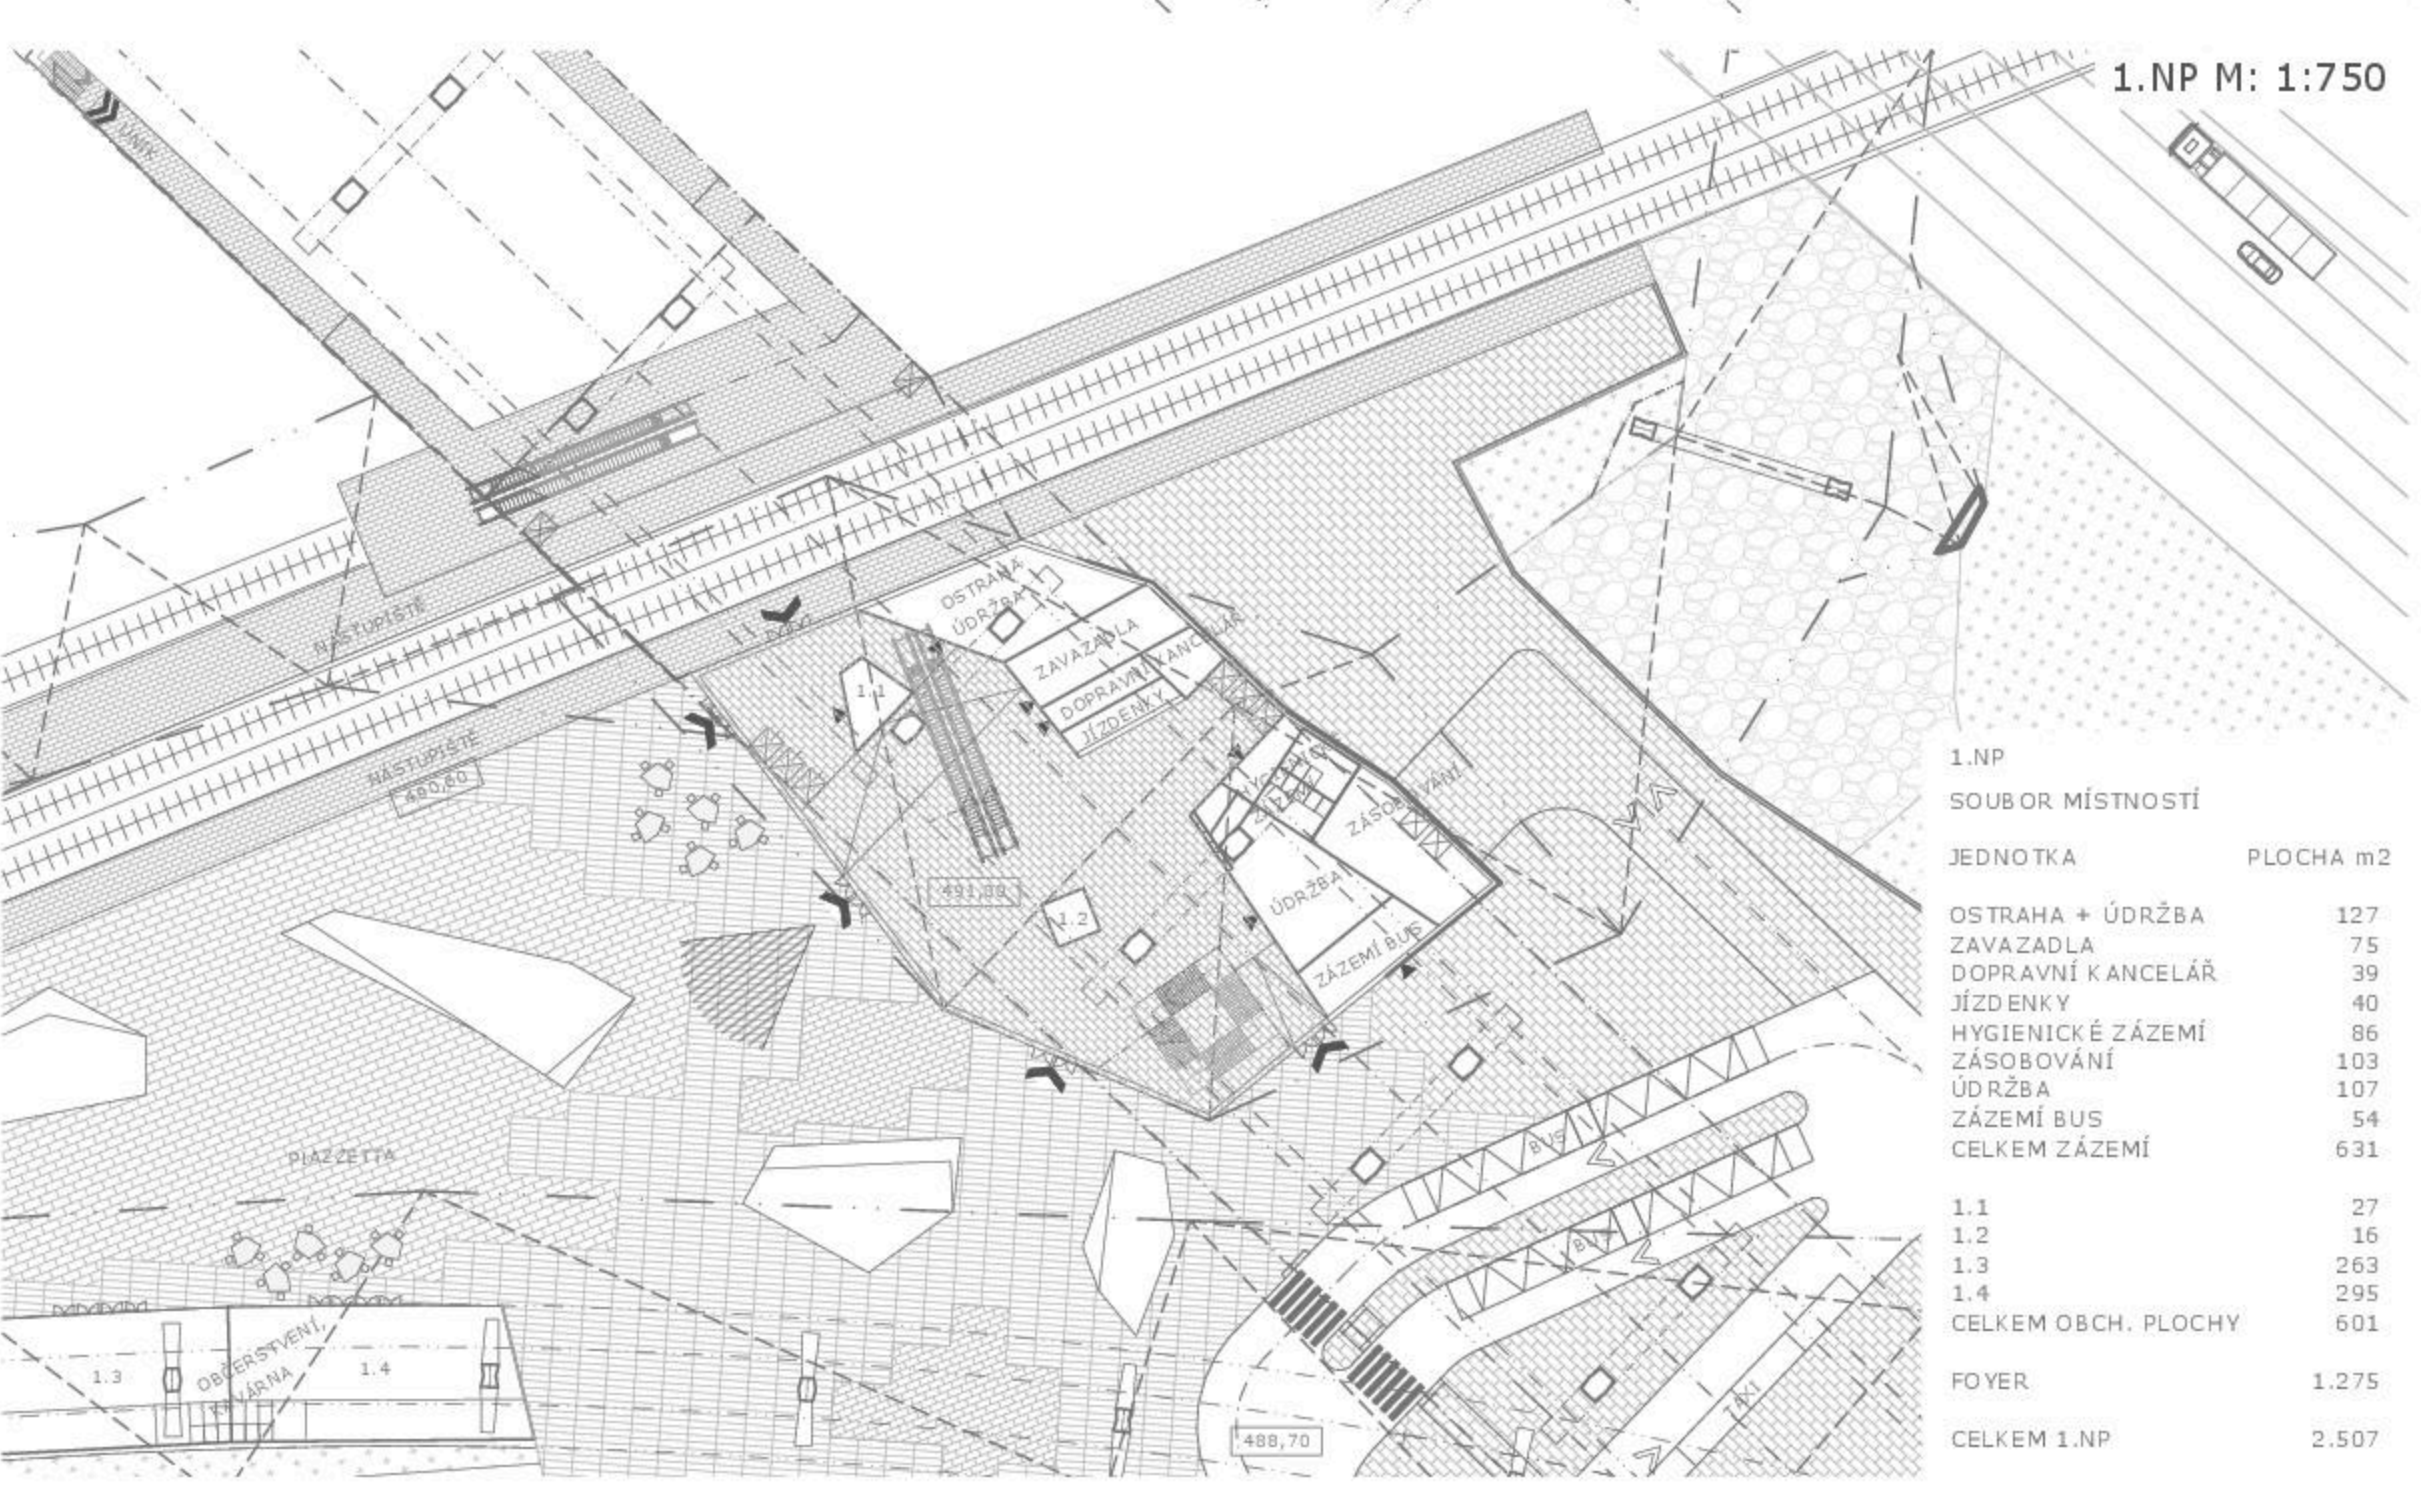 1.NP M: 1:750
ÚNIK
NÁSTUPIŠTĚ
NÁSTUPIŠTĚ
490,60
OSTRAHA
ÚDRŽBA
ZAVAZADLA
DOPRAVNÍ KANCELÁŘ
JÍZDENKY
1.1
ZÁSOBOVÁNÍ
491,00
1.2
ÚDRŽBA
ZÁZEMÍ BUS
PIAZZETTA
BUS
BUS
TAXI
488,70
1.3
OBČERSTVENÍ,
KAVÁRNA
1.4
1.NP
SOUBOR MÍSTNOSTÍ
JEDNOTKA PLOCHA m2
OSTRAHA + ÚDRŽBA 127
ZAVAZADLA 75
DOPRAVNÍ KANCELÁŘ 39
JÍZDENKY 40
HYGIENICKÉ ZÁZEMÍ 86
ZÁSOBOVÁNÍ 103
ÚDRŽBA 107
ZÁZEMÍ BUS 54
CELKEM ZÁZEMÍ 631
1.1 27
1.2 16
1.3 263
1.4 295
CELKEM OBCH. PLOCHY 601
FOYER 1.275
CELKEM 1.NP 2.507